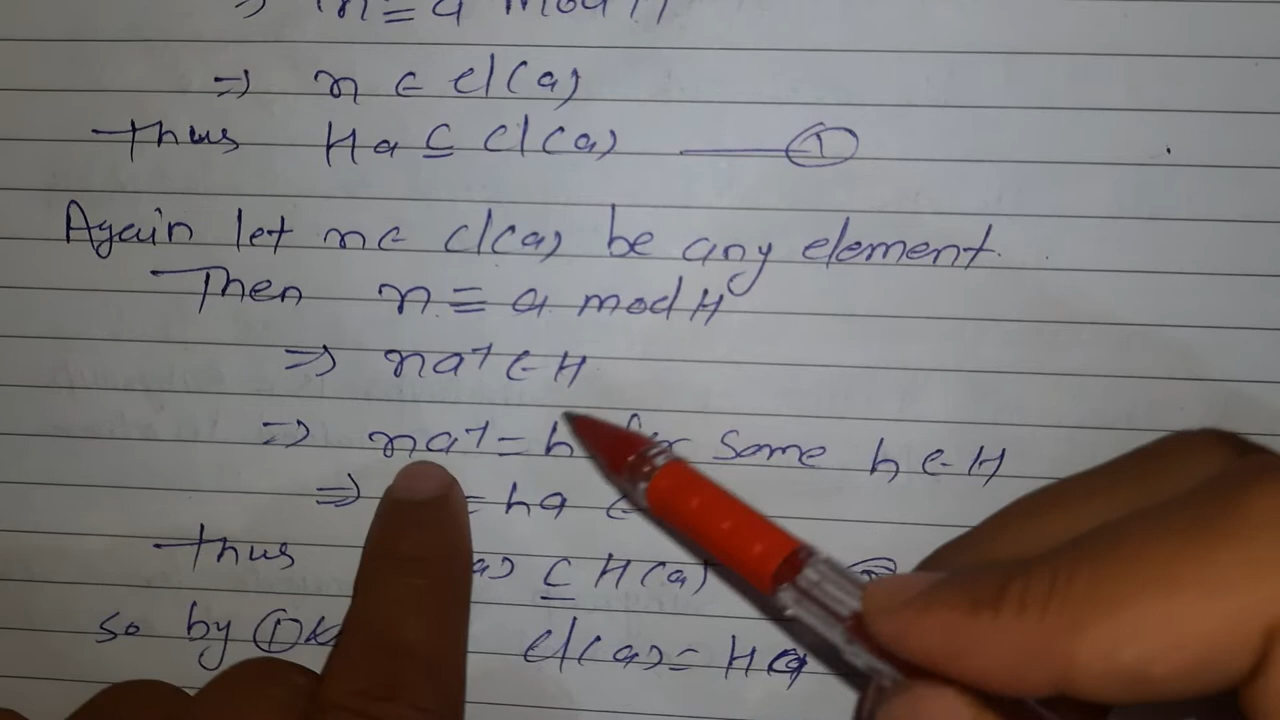 ⇒ x ≡ a mod H
⇒ x ∈ cl(a)
Thus Ha ⊆ cl(a) —— ①
Again let x ∈ cl(a) be any element.
Then x ≡ a mod H
⇒ xa⁻¹ ∈ H
⇒ xa⁻¹ = h for some h ∈ H
⇒ = ha ∈
Thus a) ⊆ H(a)
so by ① & cl(a) = Ha